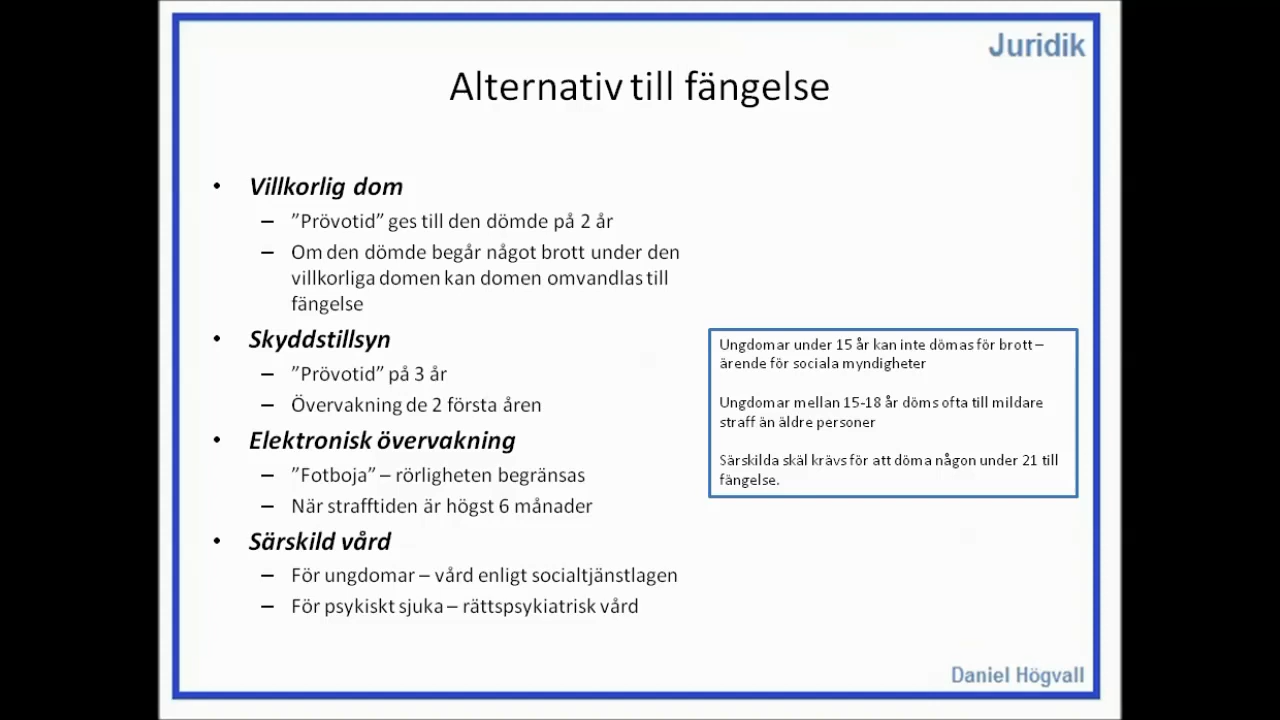 Juridik
Alternativ till fängelse
• Villkorlig dom
– ”Prövotid” ges till den dömde på 2 år
– Om den dömde begår något brott under den
villkorliga domen kan domen omvandlas till
fängelse
• Skyddstillsyn
– ”Prövotid” på 3 år
– Övervakning de 2 första åren
• Elektronisk övervakning
– ”Fotboja” – rörligheten begränsas
– När strafftiden är högst 6 månader
• Särskild vård
– För ungdomar – vård enligt socialtjänstlagen
– För psykiskt sjuka – rättspsykiatrisk vård
Ungdomar under 15 år kan inte dömas för brott –
ärende för sociala myndigheter
Ungdomar mellan 15-18 år döms ofta till mildare
straff än äldre personer
Särskilda skäl krävs för att döma någon under 21 till
fängelse.
Daniel Högvall